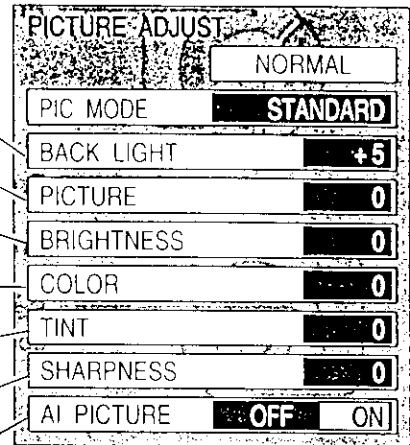 PICTURE ADJUST
NORMAL
PIC MODE STANDARD
BACK LIGHT +5
PICTURE 0
BRIGHTNESS 0
COLOR 0
TINT 0
SHARPNESS 0
AI PICTURE OFF ON